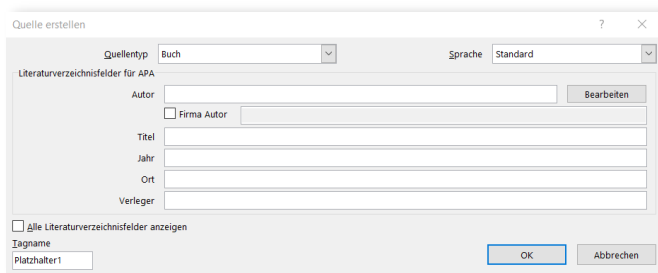 Quelle erstellen ? ×
Quellentyp Buch Sprache Standard
Literaturverzeichnisfelder für APA
Autor Bearbeiten
Firma Autor
Titel
Jahr
Ort
Verleger
Alle Literaturverzeichnisfelder anzeigen
Tagname
Platzhalter1 OK Abbrechen